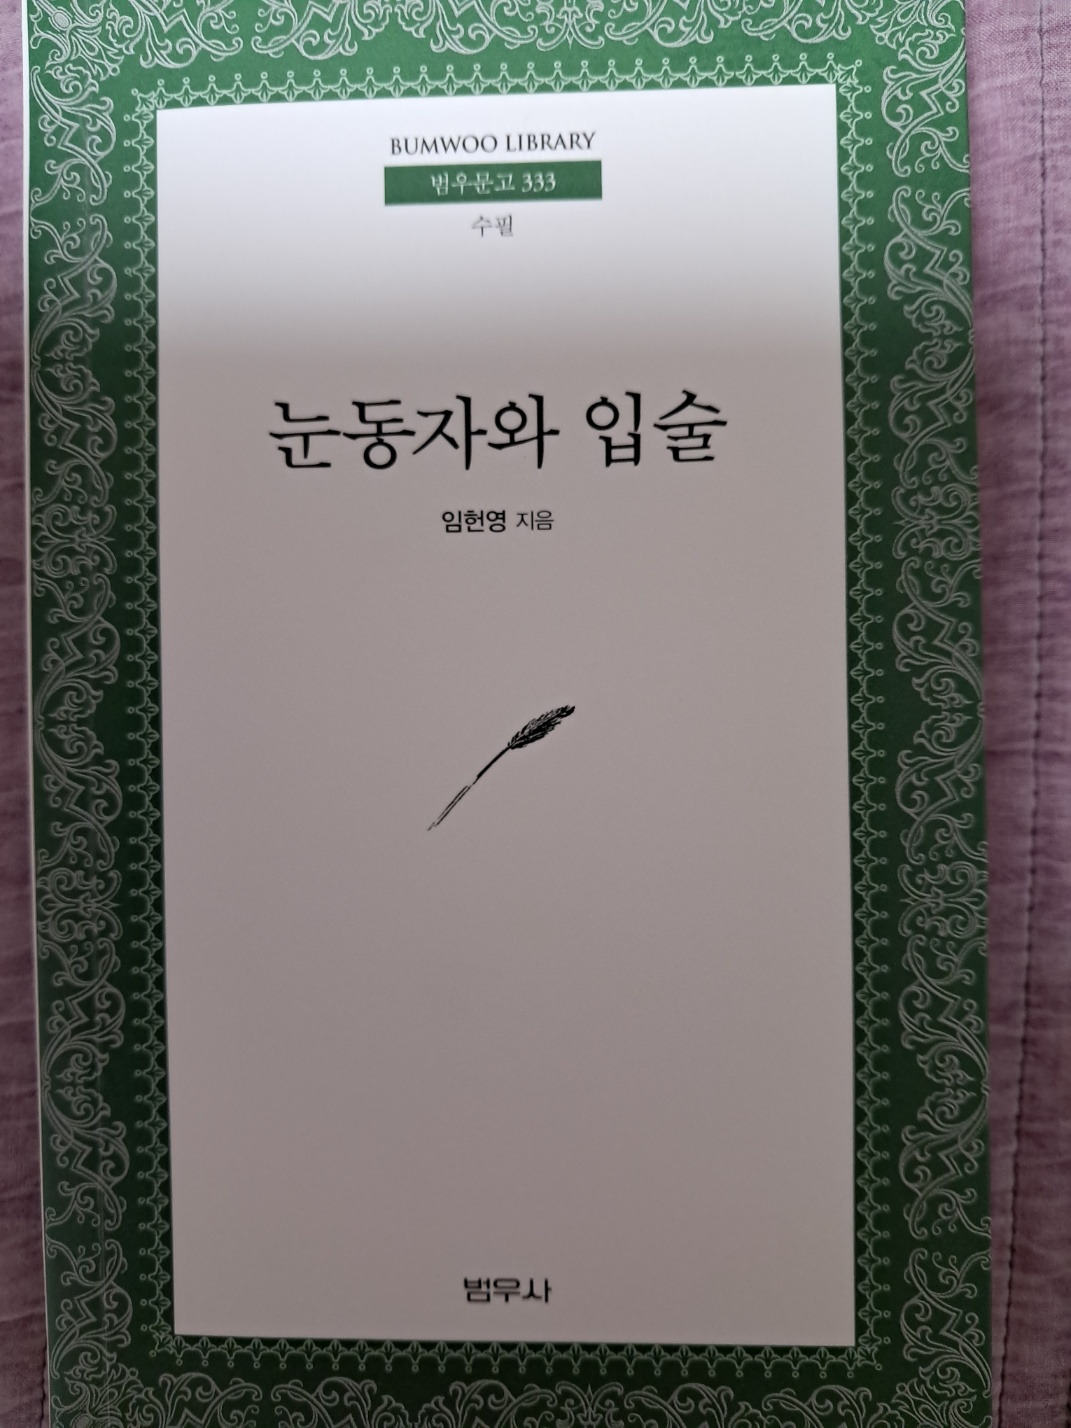 BUMWOO LIBRARY
범우문고 333
수필
눈동자와 입술
임헌영 지음
범우사